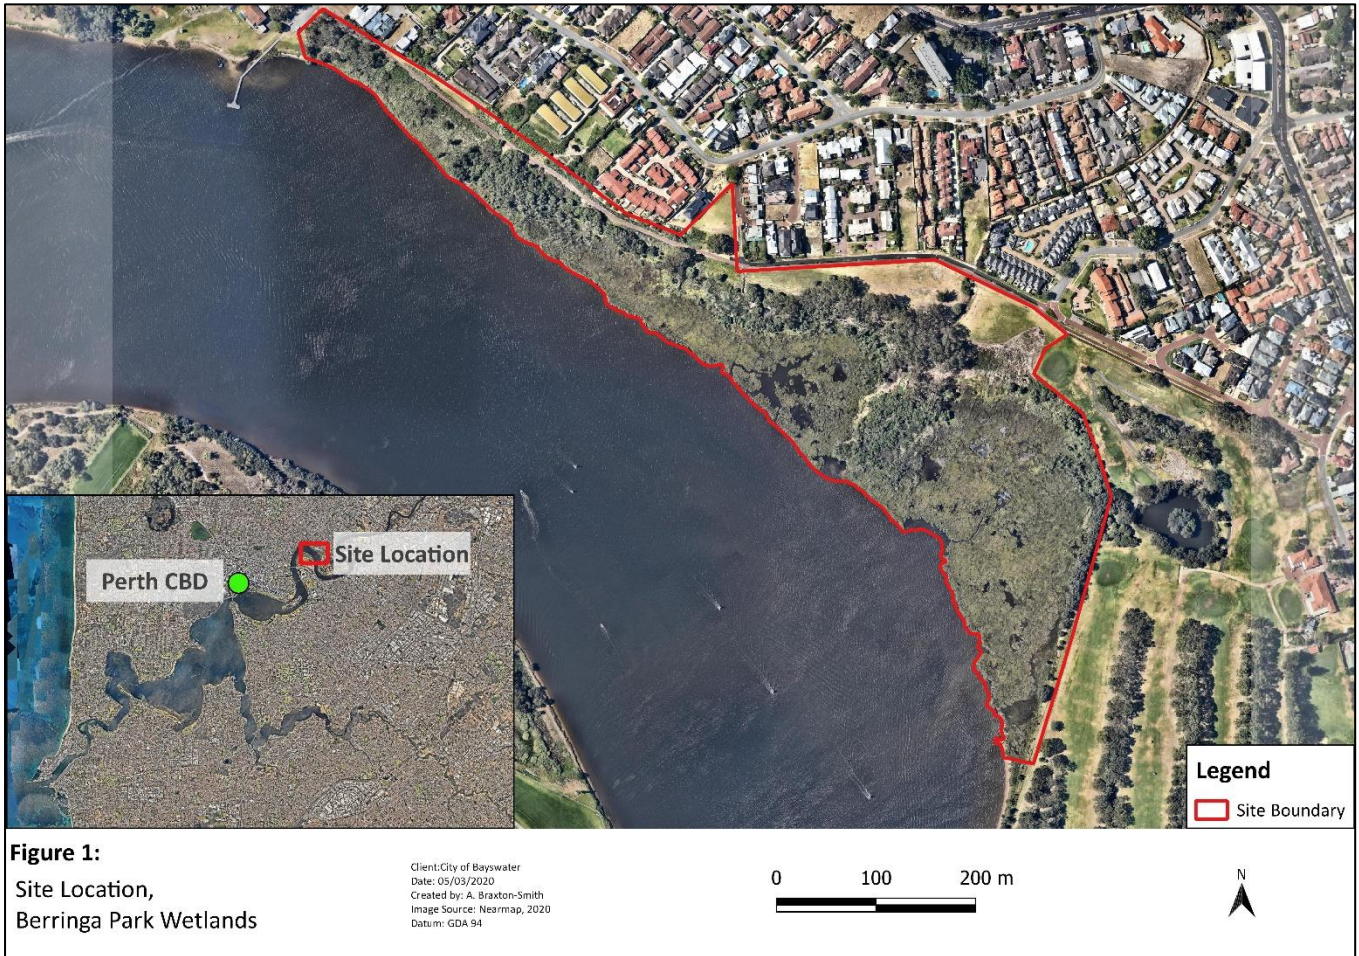 Site Location
Perth CBD
Legend
Site Boundary
Figure 1:
Site Location,
Berringa Park Wetlands
Client:City of Bayswater
Date: 05/03/2020
Created by: A. Braxton-Smith
Image Source: Nearmap, 2020
Datum: GDA 94
0 100 200 m
N